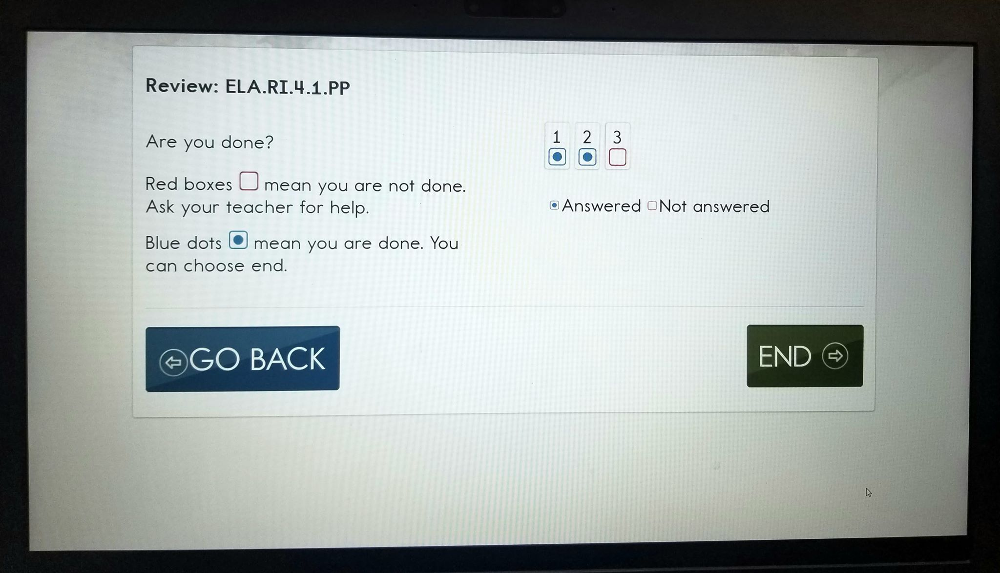 Review: ELA.RI.4.1.PP
Are you done?
Red boxes mean you are not done.
Ask your teacher for help.
Blue dots mean you are done. You
can choose end.
1 2 3
Answered Not answered
GO BACK
END